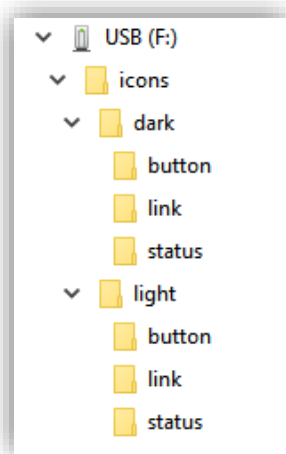 USB (F:)
icons
dark
button
link
status
light
button
link
status